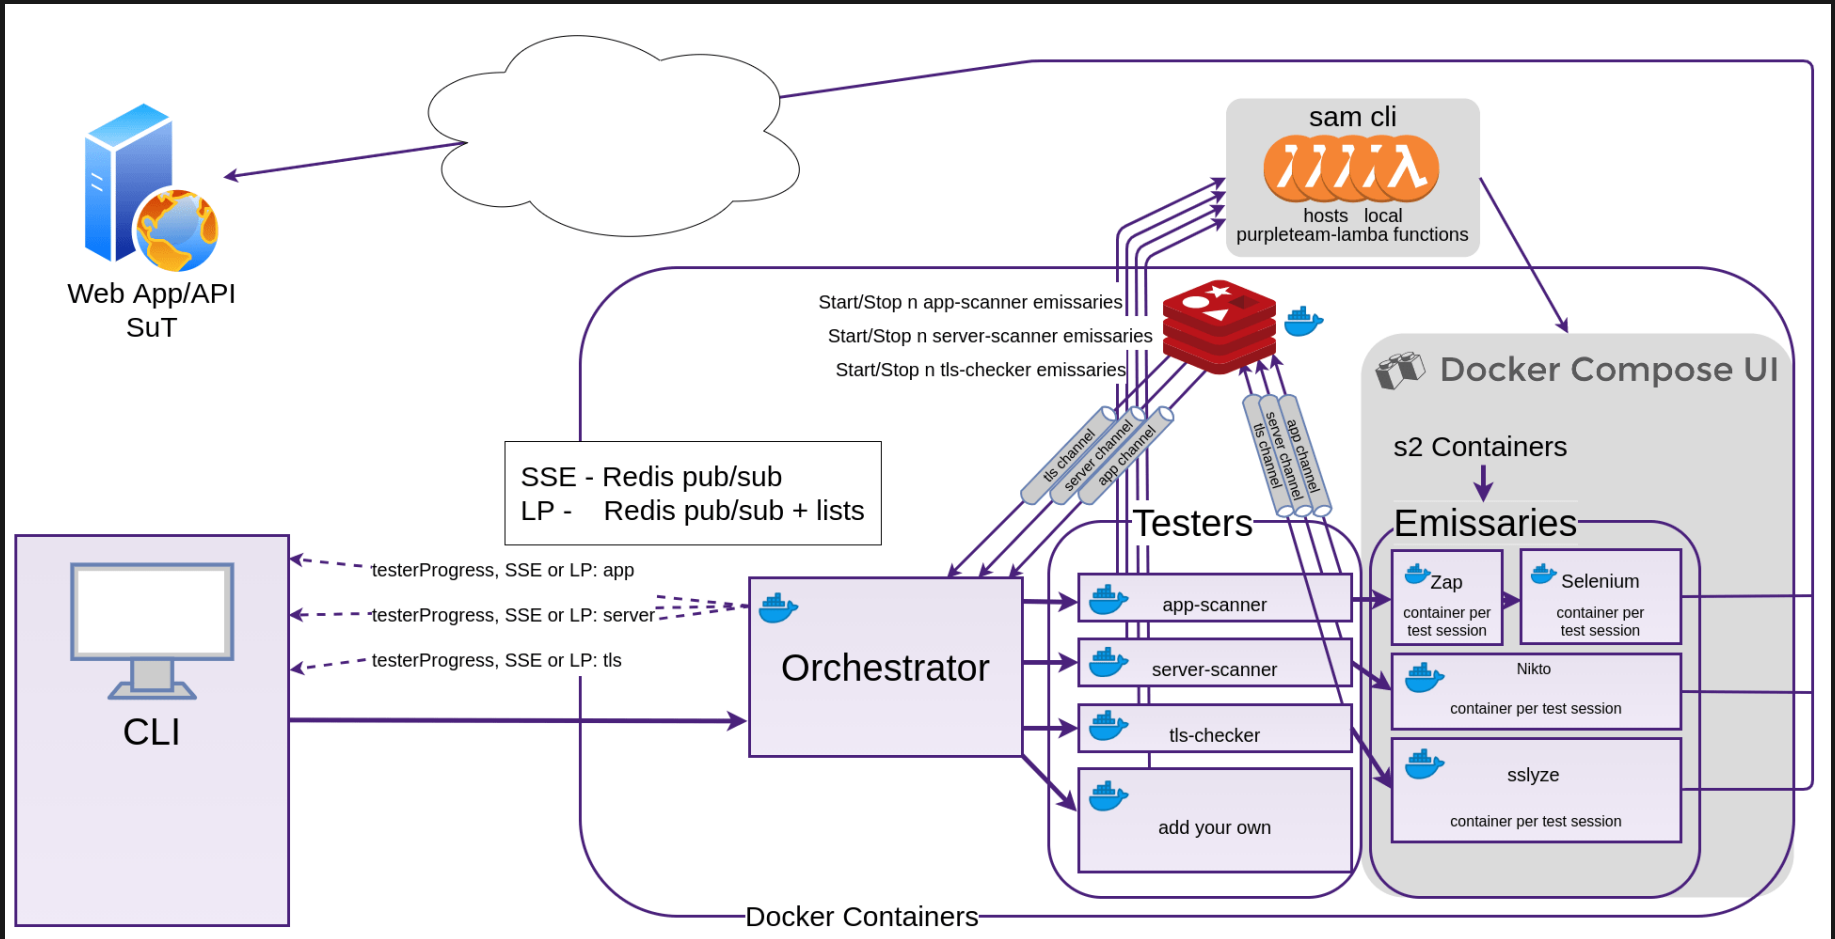 sam cli
hosts local
purpleteam-lamba functions
Web App/API
SuT
Start/Stop n app-scanner emissaries
Start/Stop n server-scanner emissaries
Start/Stop n tls-checker emissaries
Docker Compose UI
tls channel
server channel
app channel
tls channel
server channel
app channel
s2 Containers
SSE - Redis pub/sub
LP - Redis pub/sub + lists
Testers
Emissaries
testerProgress, SSE or LP: app
testerProgress, SSE or LP: server
testerProgress, SSE or LP: tls
CLI
Orchestrator
app-scanner
server-scanner
tls-checker
add your own
Zap
container per
test session
Selenium
container per
test session
Nikto
container per test session
sslyze
container per test session
Docker Containers